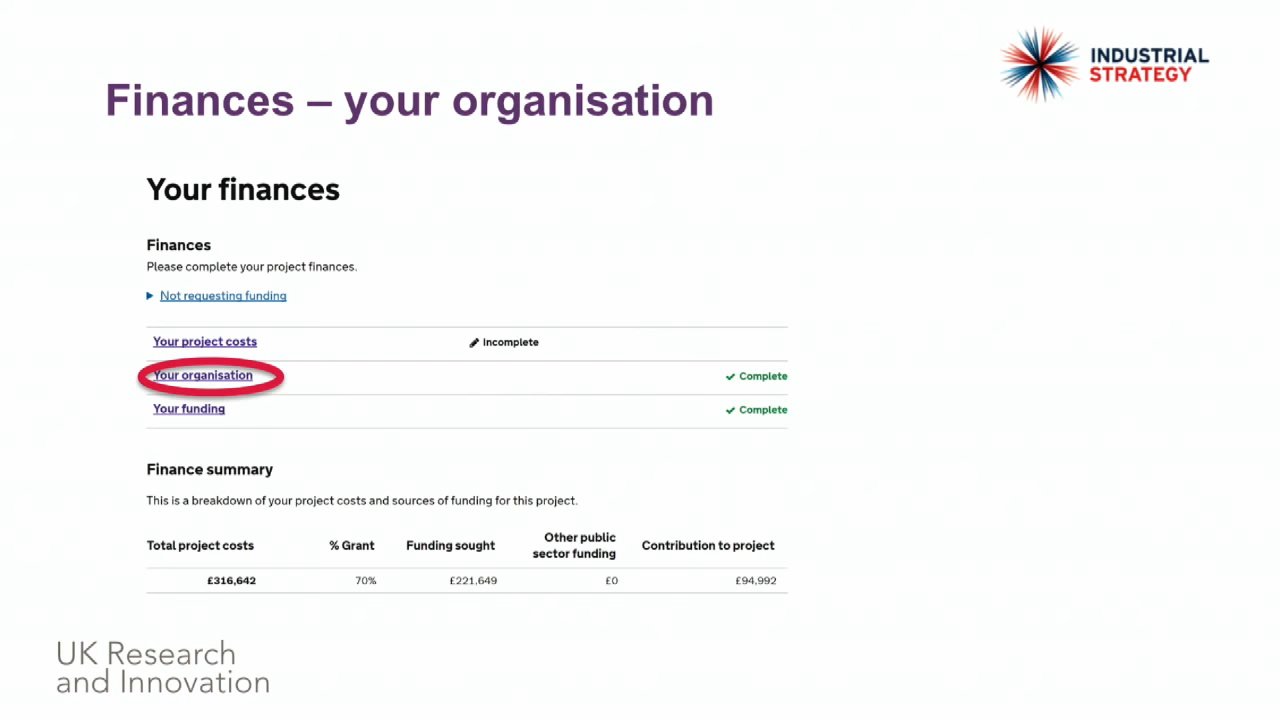 INDUSTRIAL
STRATEGY
Finances – your organisation
Your finances
Finances
Please complete your project finances.
Not requesting funding
Your project costs Incomplete
Your organisation Complete
Your funding Complete
Finance summary
This is a breakdown of your project costs and sources of funding for this project.
Total project costs % Grant Funding sought Other public sector funding Contribution to project
£316,642 70% £221,649 £0 £94,992
UK Research
and Innovation